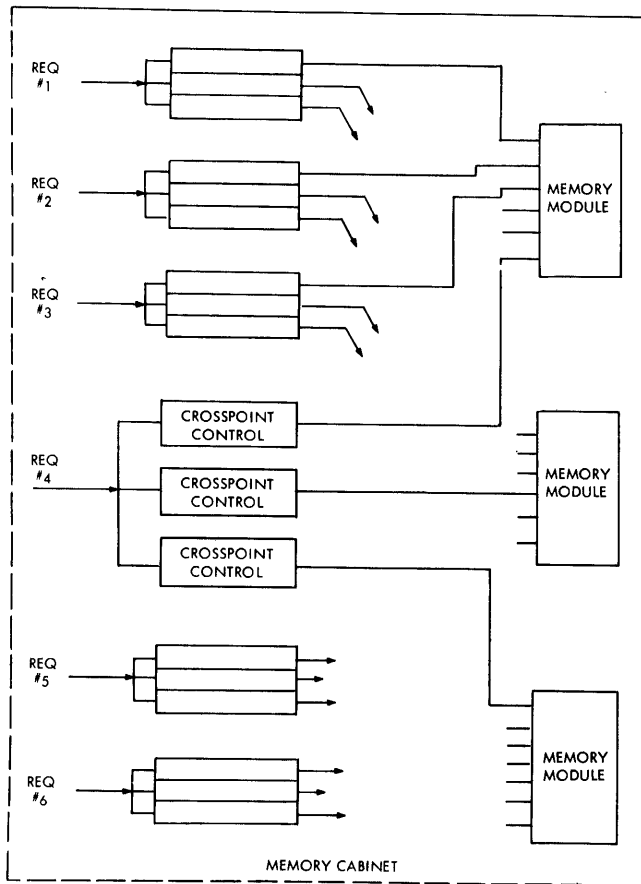 REQ
#1
MEMORY
MODULE
REQ
#2
REQ
#3
CROSSPOINT
CONTROL
REQ
#4
CROSSPOINT
CONTROL
MEMORY
MODULE
CROSSPOINT
CONTROL
REQ
#5
MEMORY
MODULE
REQ
#6
MEMORY CABINET